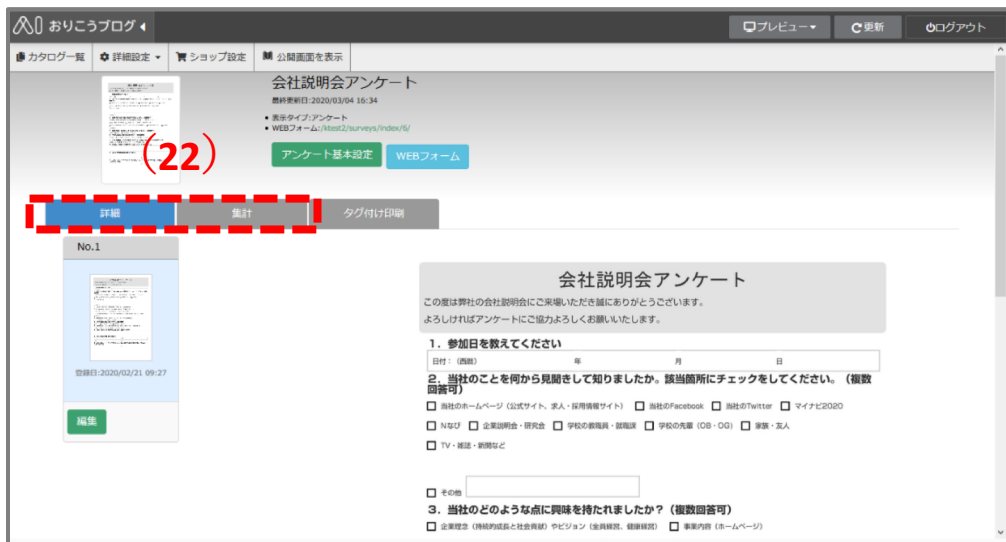 おりこうブログ
プレビュー
更新
ログアウト
カタログ一覧
詳細設定
ショップ設定
公開画面を表示
会社説明会アンケート
最終更新日:2020/03/04 16:34
表示タイプ:アンケート
WEBフォーム:/ktest2/surveys/index/6/
アンケート基本設定
WEBフォーム
(22)
詳細
集計
タグ付け印刷
No.1
登録日:2020/02/21 09:27
編集
会社説明会アンケート
この度は弊社の会社説明会にご来場いただき誠にありがとうございます。
よろしければアンケートにご協力よろしくお願いいたします。
1. 参加日を教えてください
日付:(西暦) 年 月 日
2. 当社のことを何から見聞きして知りましたか。該当箇所にチェックをしてください。(複数
回答可)
当社のホームページ(公式サイト、求人・採用情報サイト) 当社のFacebook 当社のTwitter マイナビ2020
Nなび 企業説明会・研究会 学校の教職員・就職課 学校の先輩(OB・OG) 家族・友人
TV・雑誌・新聞など
その他
3. 当社のどのような点に興味を持たれましたか?(複数回答可)
企業理念(持続的成長と社会貢献)やビジョン(全員経営、健康経営) 事業内容(ホームページ)